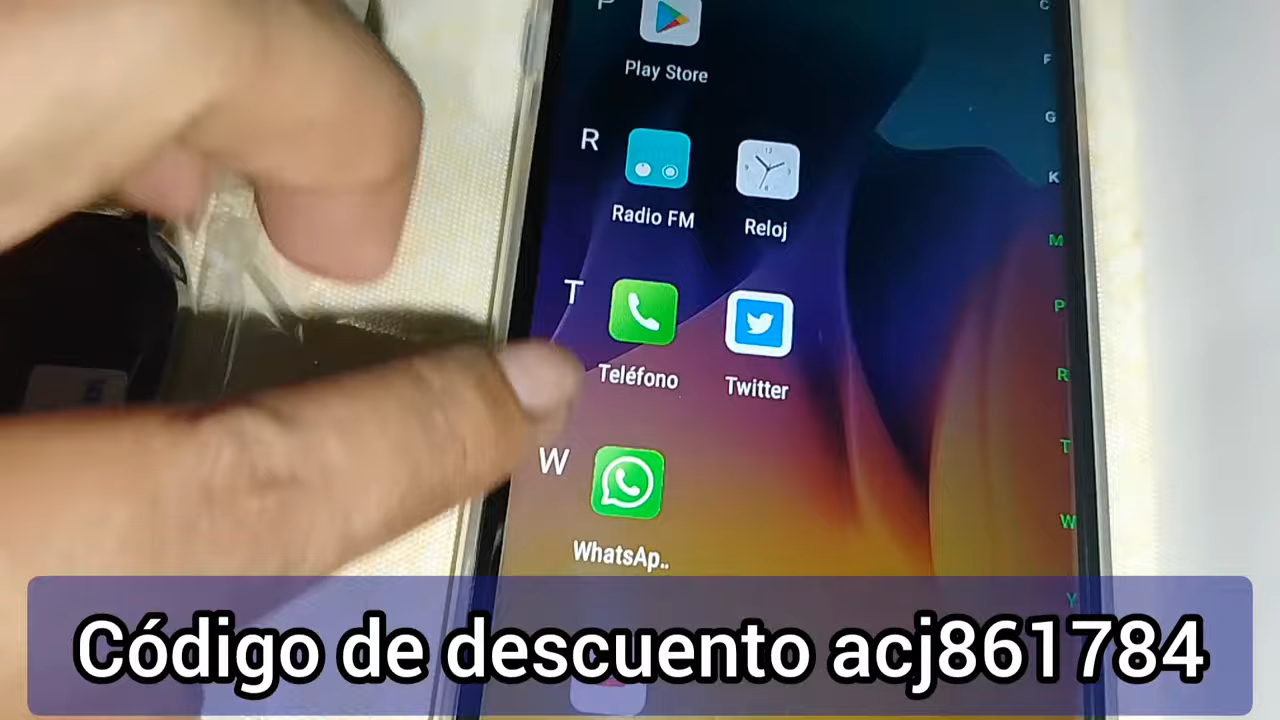 P
Play Store
R
Radio FM
Reloj
T
Teléfono
Twitter
W
WhatsAp..
C
F
G
K
M
P
R
T
W
Y
Código de descuento acj861784